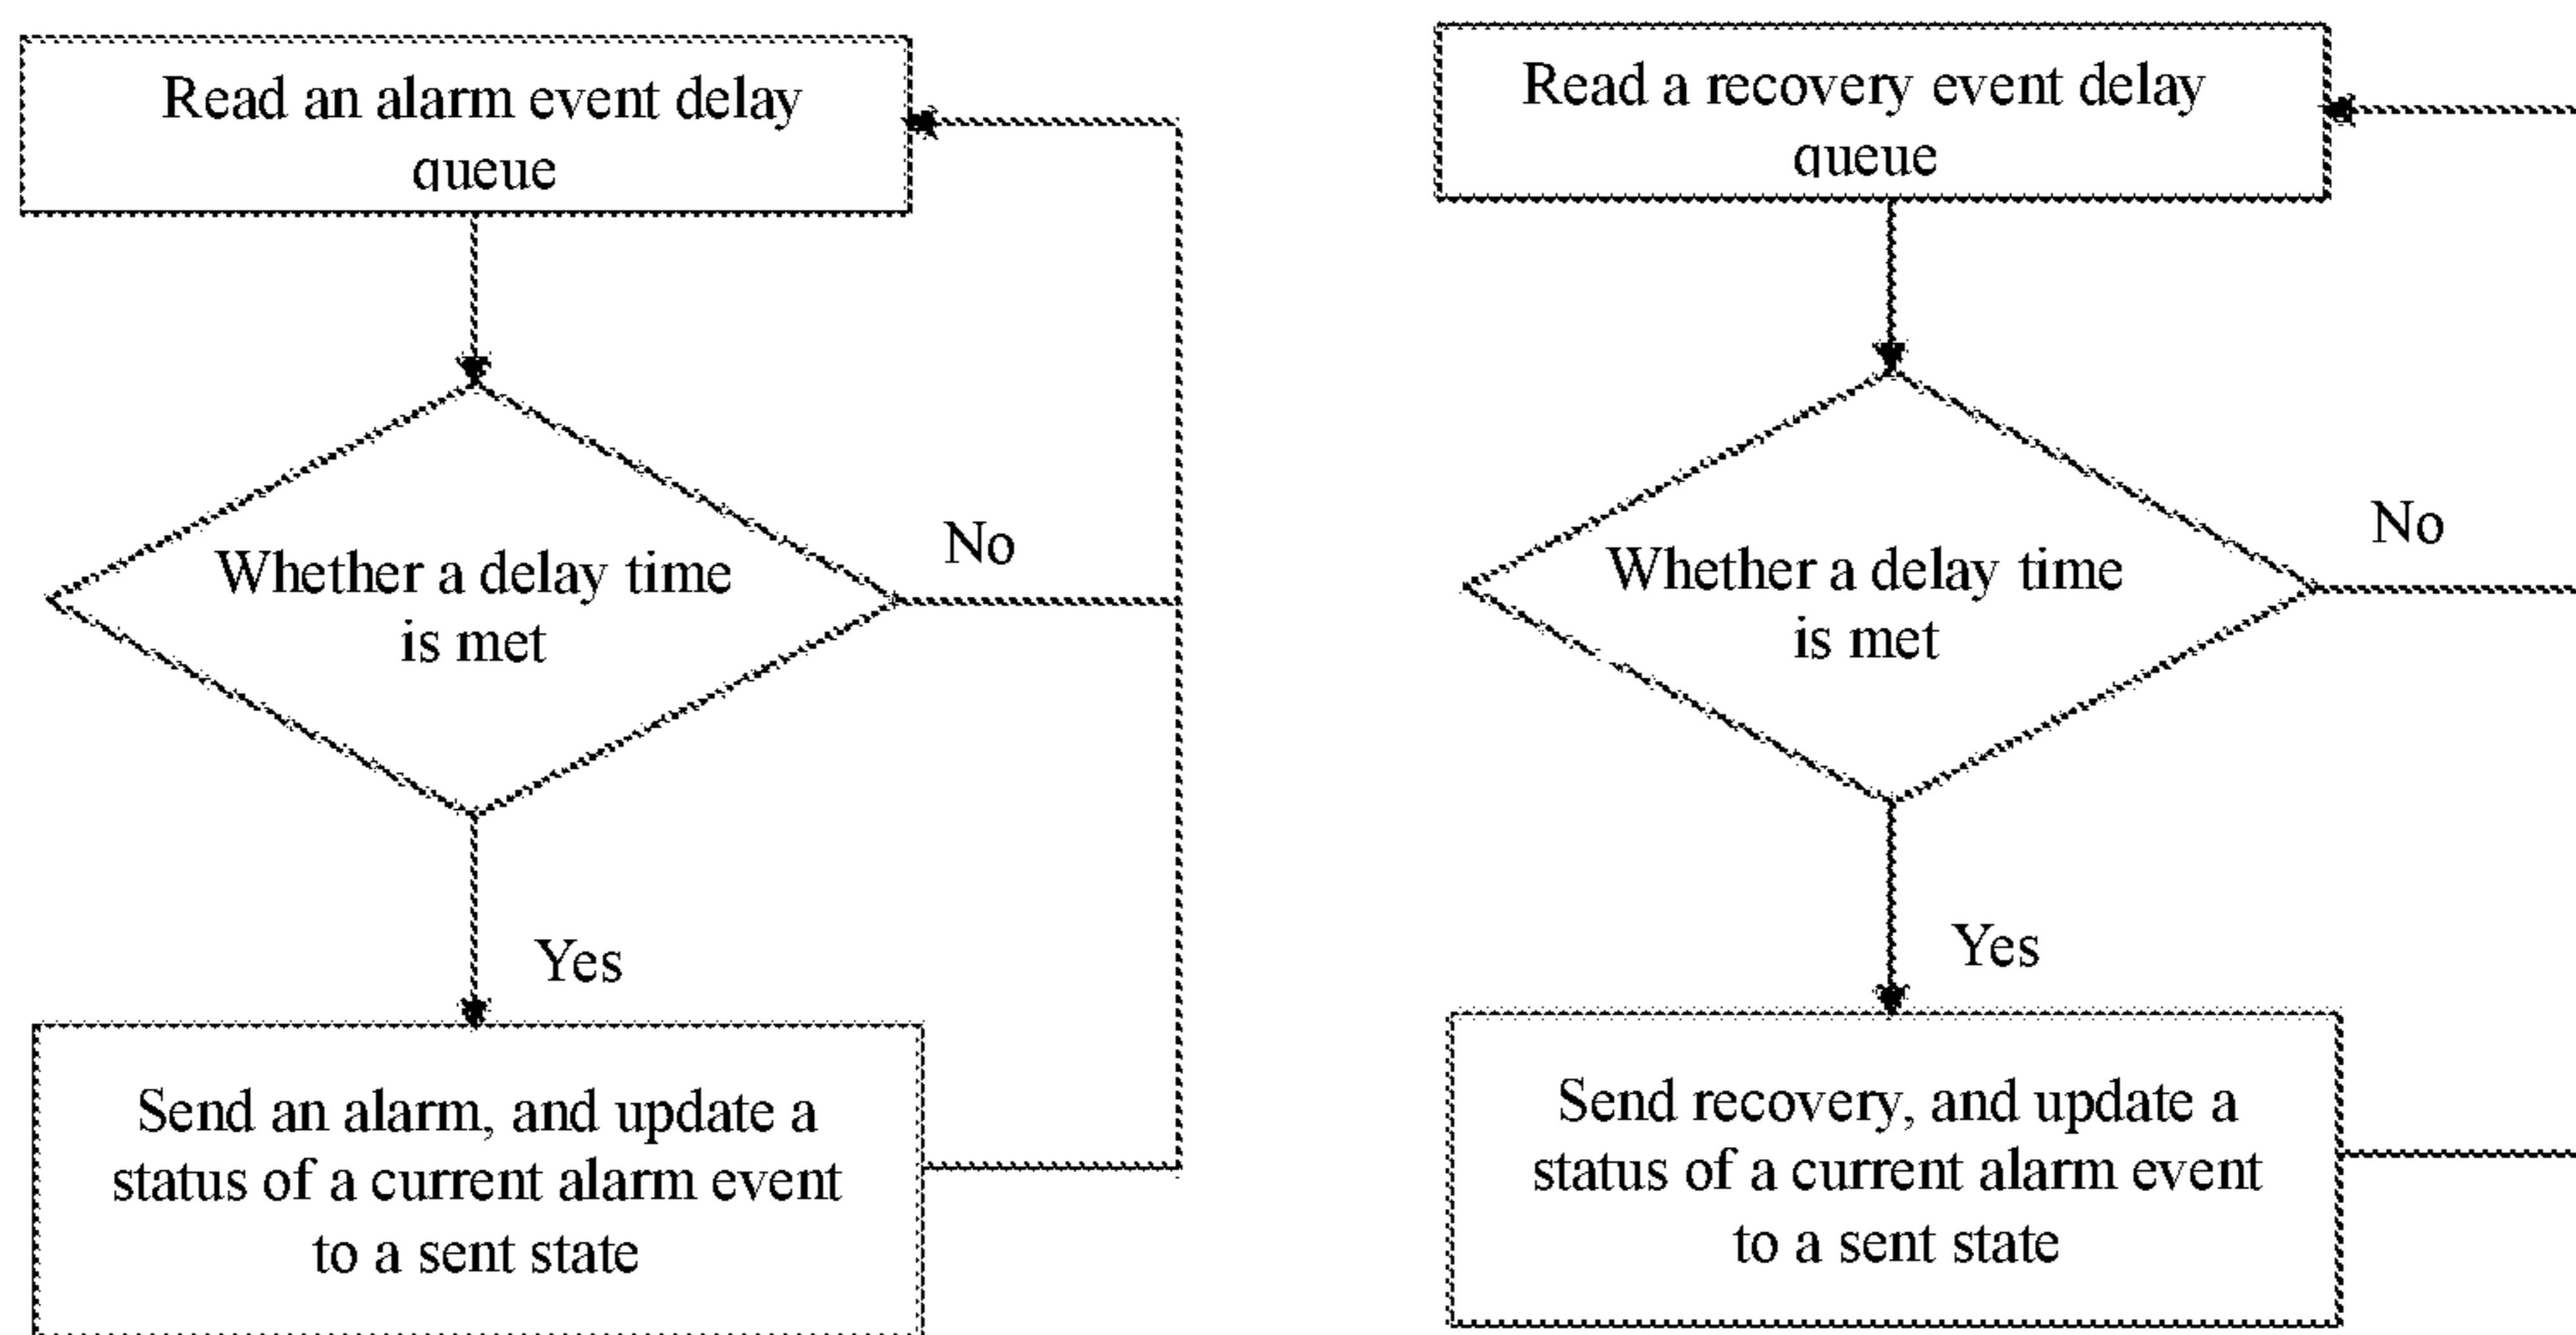 Read an alarm event delay
queue
Whether a delay time
is met
No
Yes
Send an alarm, and update a
status of a current alarm event
to a sent state
Read a recovery event delay
queue
Whether a delay time
is met
No
Yes
Send recovery, and update a
status of a current alarm event
to a sent state